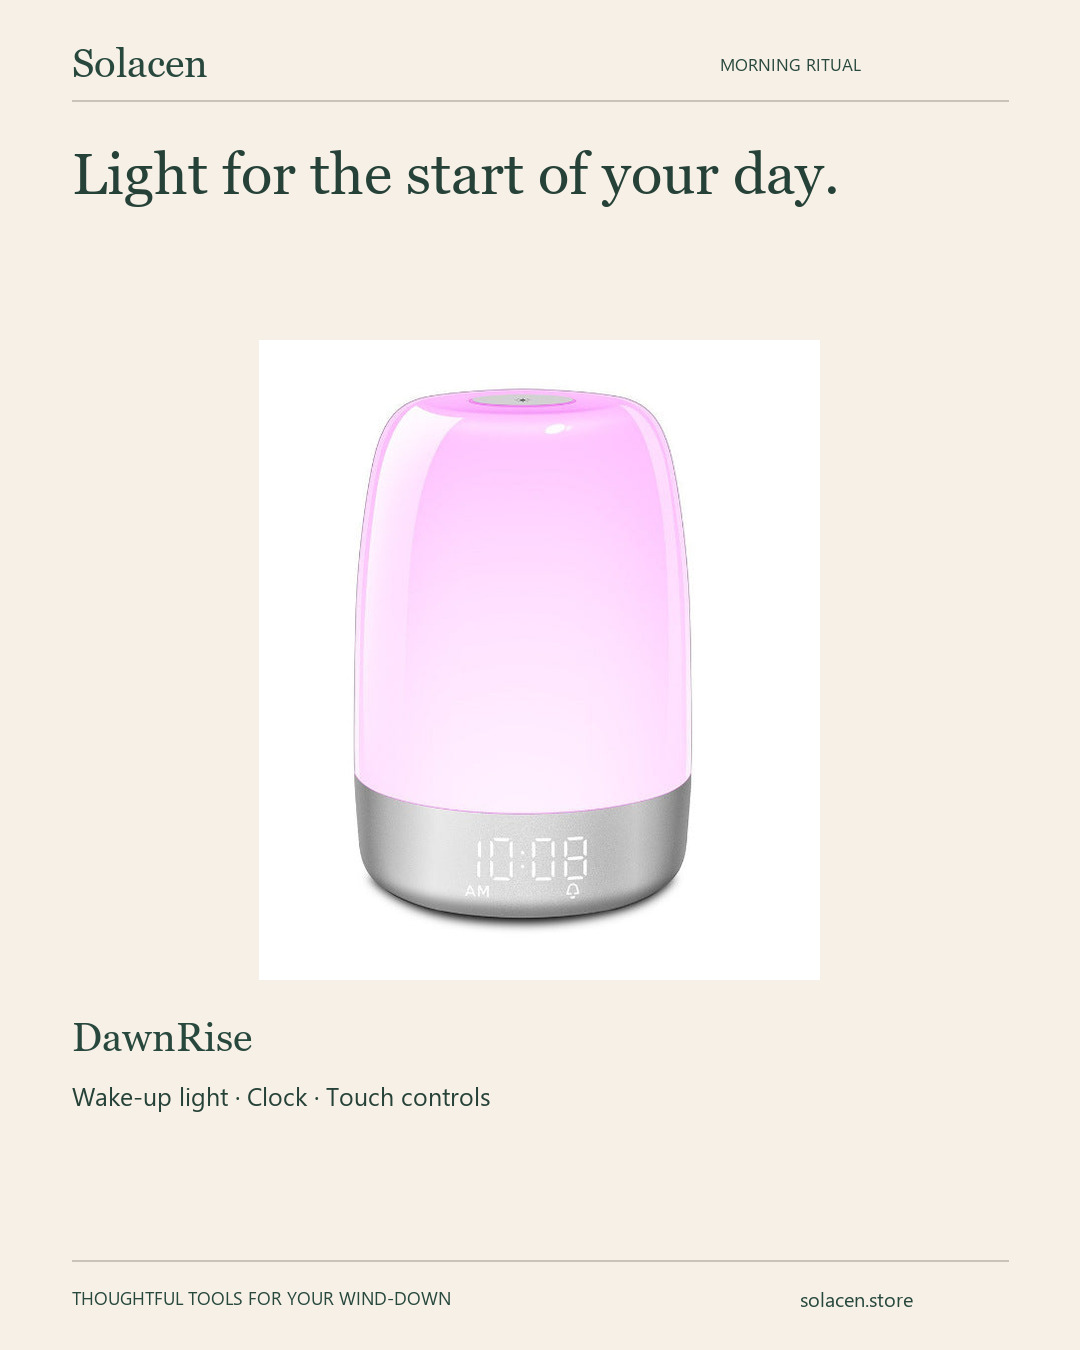 Solacen
MORNING RITUAL
Light for the start of your day.
10:08
AM
DawnRise
Wake-up light · Clock · Touch controls
THOUGHTFUL TOOLS FOR YOUR WIND-DOWN
solacen.store